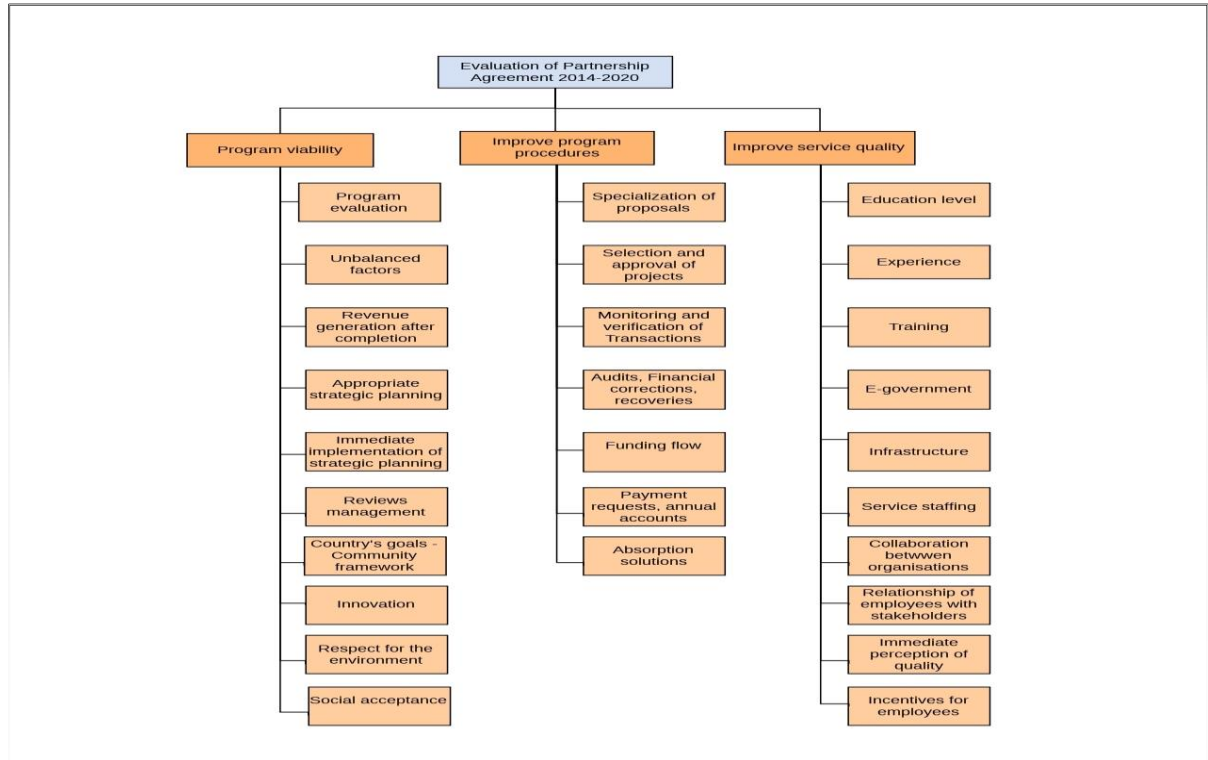 Evaluation of Partnership
Agreement 2014-2020
Program viability
Program
evaluation
Unbalanced
factors
Revenue
generation after
completion
Appropriate
strategic planning
Immediate
implementation of
strategic planning
Reviews
management
Country's goals -
Community
framework
Innovation
Respect for the
environment
Social acceptance
Improve program
procedures
Specialization of
proposals
Selection and
approval of
projects
Monitoring and
verification of
Transactions
Audits, Financial
corrections,
recoveries
Funding flow
Payment
requests, annual
accounts
Absorption
solutions
Improve service quality
Education level
Experience
Training
E-government
Infrastructure
Service staffing
Collaboration
betwwen
organisations
Relationship of
employees with
stakeholders
Immediate
perception of
quality
Incentives for
employees